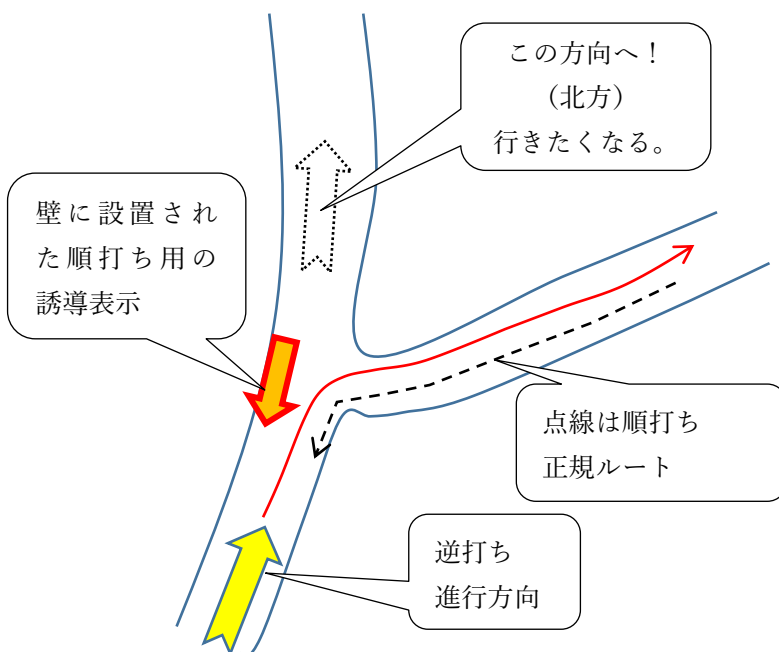 この方向へ！
（北方）
行きたくなる。
壁に設置され
た順打ち用の
誘導表示
点線は順打ち
正規ルート
逆打ち
進行方向